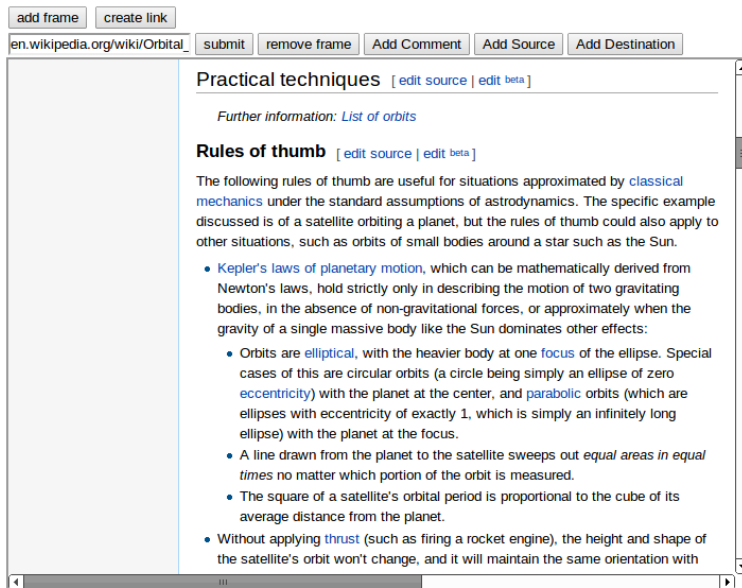 add frame create link
en.wikipedia.org/wiki/Orbital_ submit remove frame Add Comment Add Source Add Destination
Practical techniques [ edit source | edit beta ]
Further information: List of orbits
Rules of thumb [ edit source | edit beta ]
The following rules of thumb are useful for situations approximated by classical
mechanics under the standard assumptions of astrodynamics. The specific example
discussed is of a satellite orbiting a planet, but the rules of thumb could also apply to
other situations, such as orbits of small bodies around a star such as the Sun.
• Kepler's laws of planetary motion, which can be mathematically derived from
Newton's laws, hold strictly only in describing the motion of two gravitating
bodies, in the absence of non-gravitational forces, or approximately when the
gravity of a single massive body like the Sun dominates other effects:
• Orbits are elliptical, with the heavier body at one focus of the ellipse. Special
cases of this are circular orbits (a circle being simply an ellipse of zero
eccentricity) with the planet at the center, and parabolic orbits (which are
ellipses with eccentricity of exactly 1, which is simply an infinitely long
ellipse) with the planet at the focus.
• A line drawn from the planet to the satellite sweeps out equal areas in equal
times no matter which portion of the orbit is measured.
• The square of a satellite's orbital period is proportional to the cube of its
average distance from the planet.
• Without applying thrust (such as firing a rocket engine), the height and shape of
the satellite's orbit won't change, and it will maintain the same orientation with